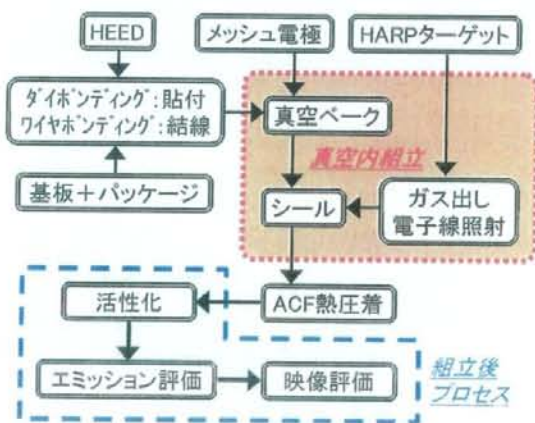 HEED
メッシュ電極
HARPターゲット
ダイボンディング:貼付
ワイヤボンディング:結線
真空ベーク
真空内組立
基板+パッケージ
シール
ガス出し
電子線照射
活性化
ACF熱圧着
エミッション評価
映像評価
組立後
プロセス